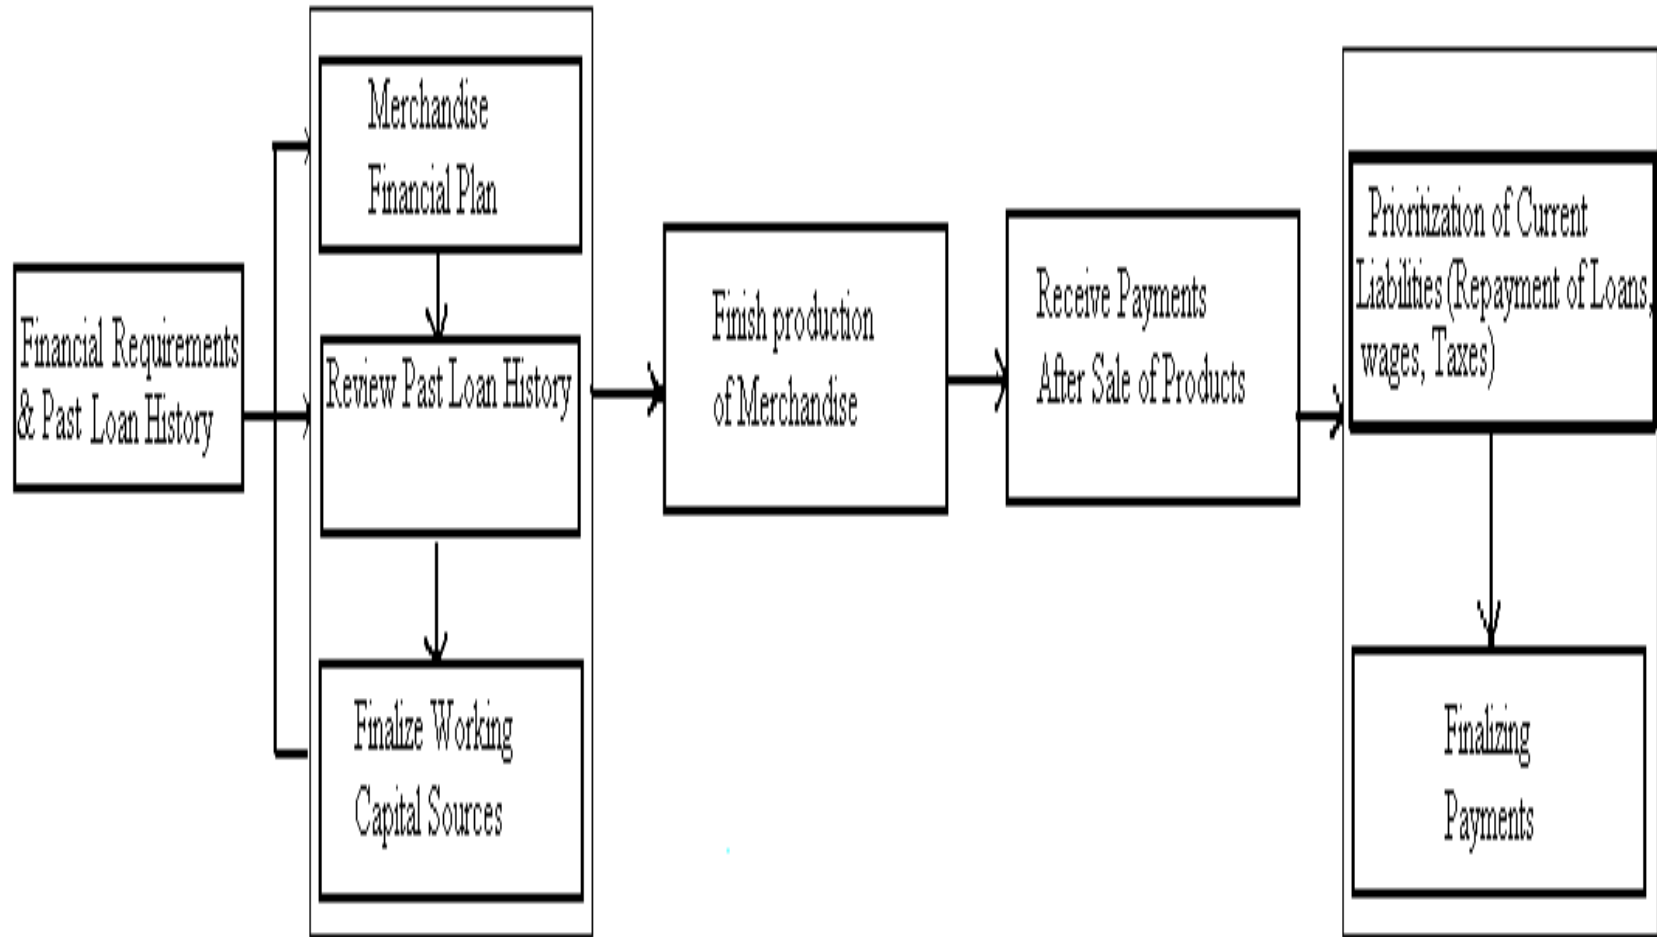 Financial Requirements
& Past Loan History
Merchandise
Financial Plan
Review Past Loan History
Finalize Working
Capital Sources
Finish production
of Merchandise
Receive Payments
After Sale of Products
Prioritization of Current
Liabilities (Repayment of Loans,
wages, Taxes)
Finalizing
Payments